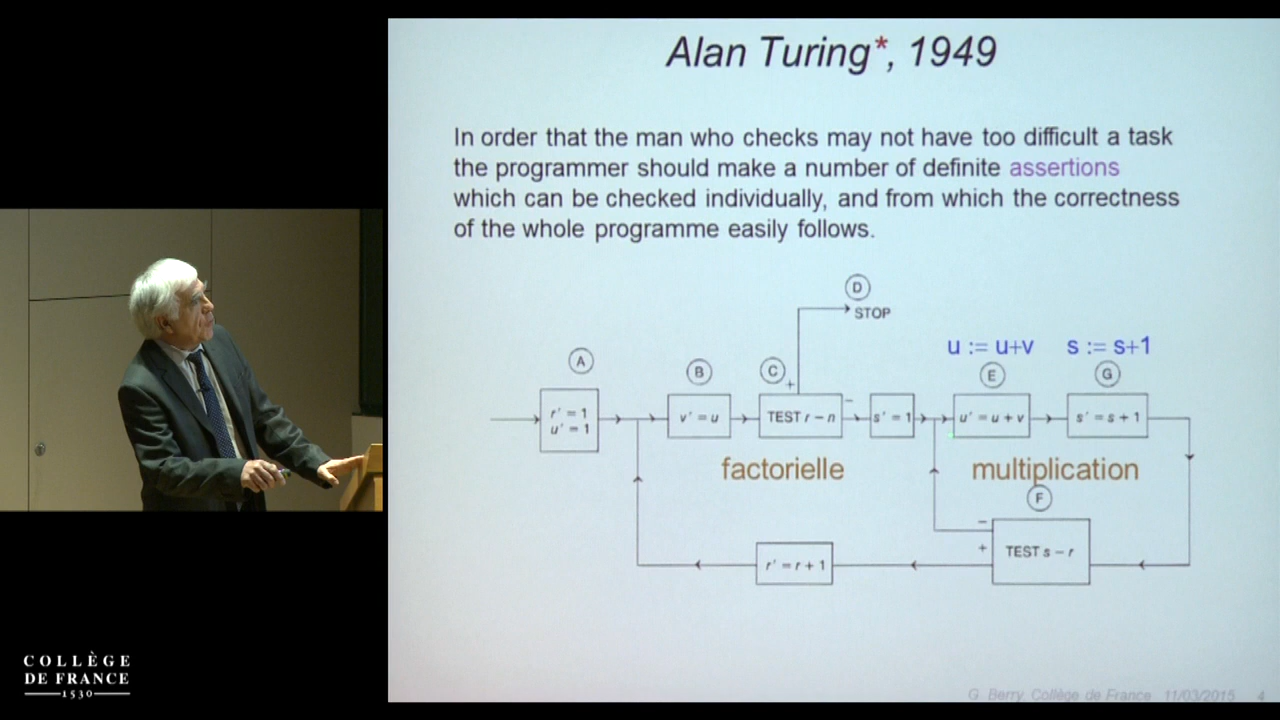 Alan Turing*, 1949
In order that the man who checks may not have too difficult a task
the programmer should make a number of definite assertions
which can be checked individually, and from which the correctness
of the whole programme easily follows.
D
STOP
u := u+v s := s+1
A
B
C
E
G
+
−
r' = 1
u' = 1
v' = u
TEST r − n
s' = 1
u' = u + v
s' = s + 1
factorielle
multiplication
F
−
+
TEST s − r
r' = r + 1
COLLÈGE
DE FRANCE
1530
G. Berry, Collège de France 11/03/2015 4